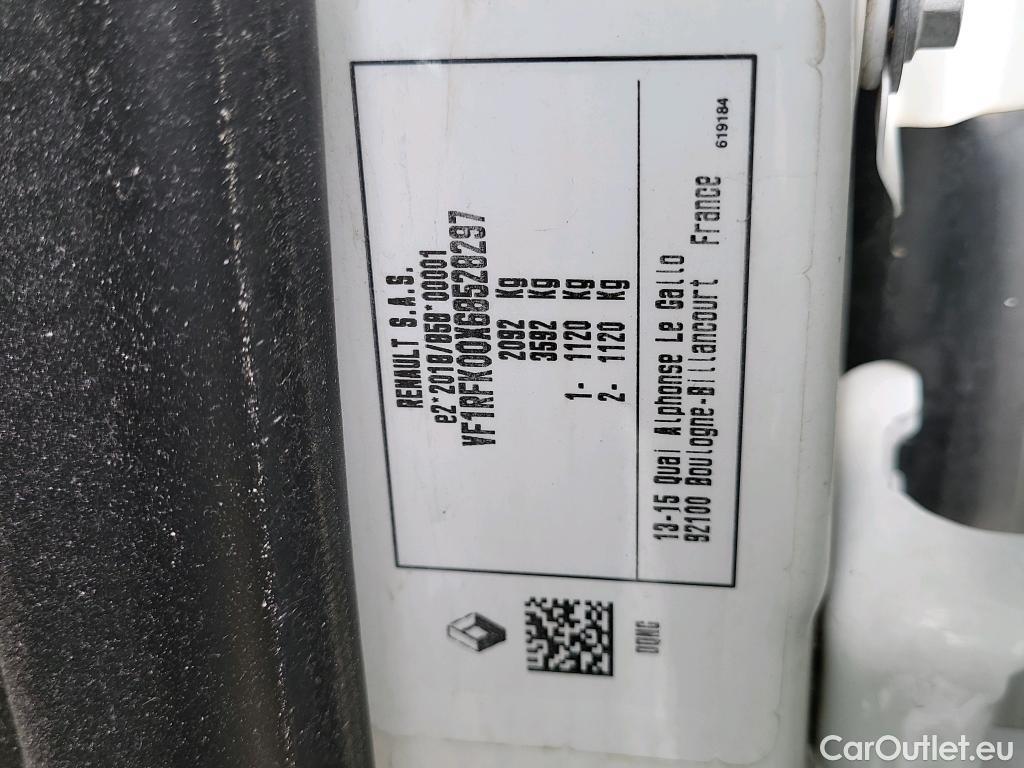 RENAULT S.A.S.
e2*2018/858*00001
VF1RFK00X68528297
2092 Kg
3592 Kg
1- 1120 Kg
2- 1120 Kg
13-15 Quai Alphonse Le Gallo
92100 Boulogne-Billancourt France
619184
DQNG
CarOutlet.eu